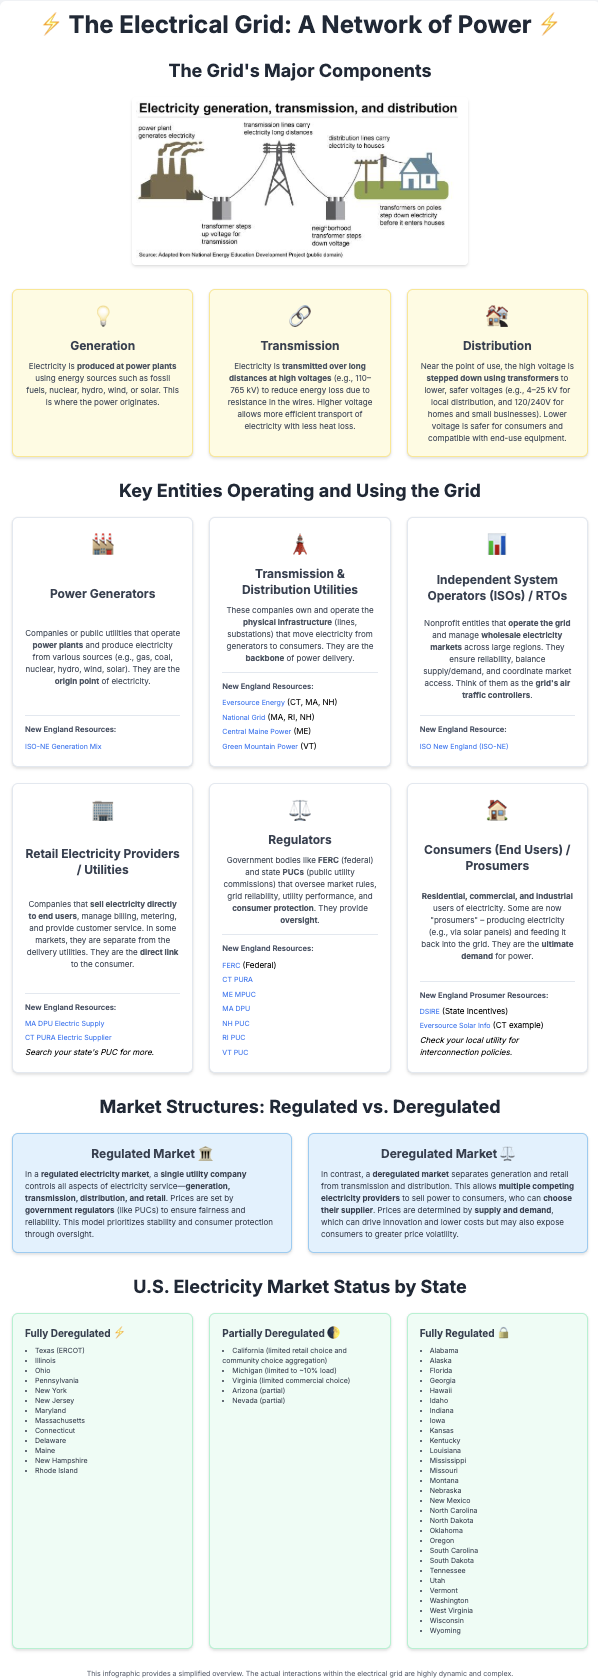 ⚡ The Electrical Grid: A Network of Power ⚡
The Grid's Major Components
Electricity generation, transmission, and distribution
power plant
generates electricity
transmission lines carry
electricity long distances
distribution lines carry
electricity to houses
transformer steps
up voltage for
transmission
neighborhood
transformer steps
down voltage
transformers on poles
step down electricity
before it enters houses
Source: Adapted from National Energy Education Development Project (public domain)
Generation
Electricity is produced at power plants
using energy sources such as fossil
fuels, nuclear, hydro, wind, or solar. This
is where the power originates.
Transmission
Electricity is transmitted over long
distances at high voltages (e.g., 110–
765 kV) to reduce energy loss due to
resistance in the wires. Higher voltage
allows more efficient transport of
electricity with less heat loss.
Distribution
Near the point of use, the high voltage is
stepped down using transformers to
lower, safer voltages (e.g., 4–25 kV for
local distribution, and 120/240V for
homes and small businesses). Lower
voltage is safer for consumers and
compatible with end-use equipment.
Key Entities Operating and Using the Grid
Power Generators
Companies or public utilities that operate
power plants and produce electricity
from various sources (e.g., gas, coal,
nuclear, hydro, wind, solar). They are the
origin point of electricity.
New England Resources:
ISO-NE Generation Mix
Transmission &
Distribution Utilities
These companies own and operate the
physical infrastructure (lines,
substations) that move electricity from
generators to consumers. They are the
backbone of power delivery.
New England Resources:
Eversource Energy (CT, MA, NH)
National Grid (MA, RI, NH)
Central Maine Power (ME)
Green Mountain Power (VT)
Independent System
Operators (ISOs) / RTOs
Nonprofit entities that operate the grid
and manage wholesale electricity
markets across large regions. They
ensure reliability, balance
supply/demand, and coordinate market
access. Think of them as the grid's air
traffic controllers.
New England Resources:
ISO New England (ISO-NE)
Retail Electricity Providers
/ Utilities
Companies that sell electricity directly
to end users, manage billing, metering,
and provide customer service. In some
markets, they are separate from the
delivery utilities. They are the direct link
to the consumer.
New England Resources:
MA DPU Electric Supply
CT PURA Electric Supplier
Search your state's PUC for more.
Regulators
Government bodies like FERC (federal)
and state PUCs (public utility
commissions) that oversee market rules,
grid reliability, utility performance, and
consumer protection. They provide
oversight.
New England Resources:
FERC (Federal)
CT PURA
ME MPUC
MA DPU
NH PUC
RI PUC
VT PUC
Consumers (End Users) /
Prosumers
Residential, commercial, and industrial
users of electricity. Some are now
"prosumers" – producing electricity
(e.g., via solar panels) and feeding it
back into the grid. They are the ultimate
demand for power.
New England Prosumer Resources:
DSIRE (State Incentives)
Eversource Solar Info (CT example)
Check your local utility for
interconnection policies.
Market Structures: Regulated vs. Deregulated
Regulated Market 🏛️
In a regulated electricity market, a single utility company
controls all aspects of electricity service—generation,
transmission, distribution, and retail. Prices are set by
government regulators (like PUCs) to ensure fairness and
reliability. This model prioritizes stability and consumer protection
through oversight.
Deregulated Market ⚖️
In contrast, a deregulated market separates generation and retail
from transmission and distribution. This allows multiple competing
electricity providers to sell power to consumers, who can choose
their supplier. Prices are determined by supply and demand,
which can drive innovation and lower costs but may also expose
consumers to greater price volatility.
U.S. Electricity Market Status by State
Fully Deregulated ⚡
• Texas (ERCOT)
• Illinois
• Ohio
• Pennsylvania
• New York
• New Jersey
• Maryland
• Massachusetts
• Connecticut
• Delaware
• Maine
• New Hampshire
• Rhode Island
Partially Deregulated 🌓
• California (limited retail choice and
community choice aggregation)
• Michigan (limited to ~10% load)
• Virginia (limited commercial choice)
• Arizona (partial)
• Nevada (partial)
Fully Regulated 🔒
• Alabama
• Alaska
• Florida
• Georgia
• Hawaii
• Idaho
• Indiana
• Iowa
• Kansas
• Kentucky
• Louisiana
• Mississippi
• Missouri
• Montana
• Nebraska
• New Mexico
• North Carolina
• North Dakota
• Oklahoma
• Oregon
• South Carolina
• South Dakota
• Tennessee
• Utah
• Vermont
• Washington
• West Virginia
• Wisconsin
• Wyoming
This infographic provides a simplified overview. The actual interactions within the electrical grid are highly dynamic and complex.